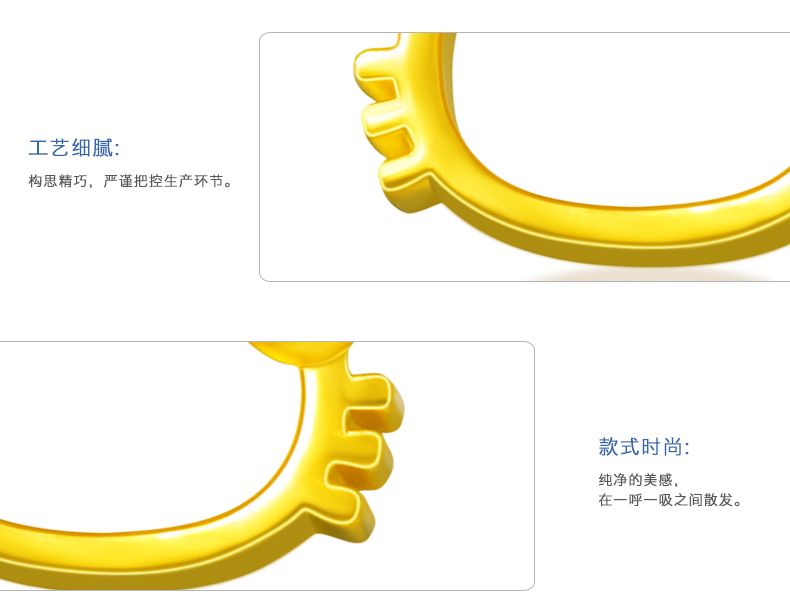 工艺细腻:
构思精巧，严谨把控生产环节。
款式时尚:
纯净的美感，
在一呼一吸之间散发。